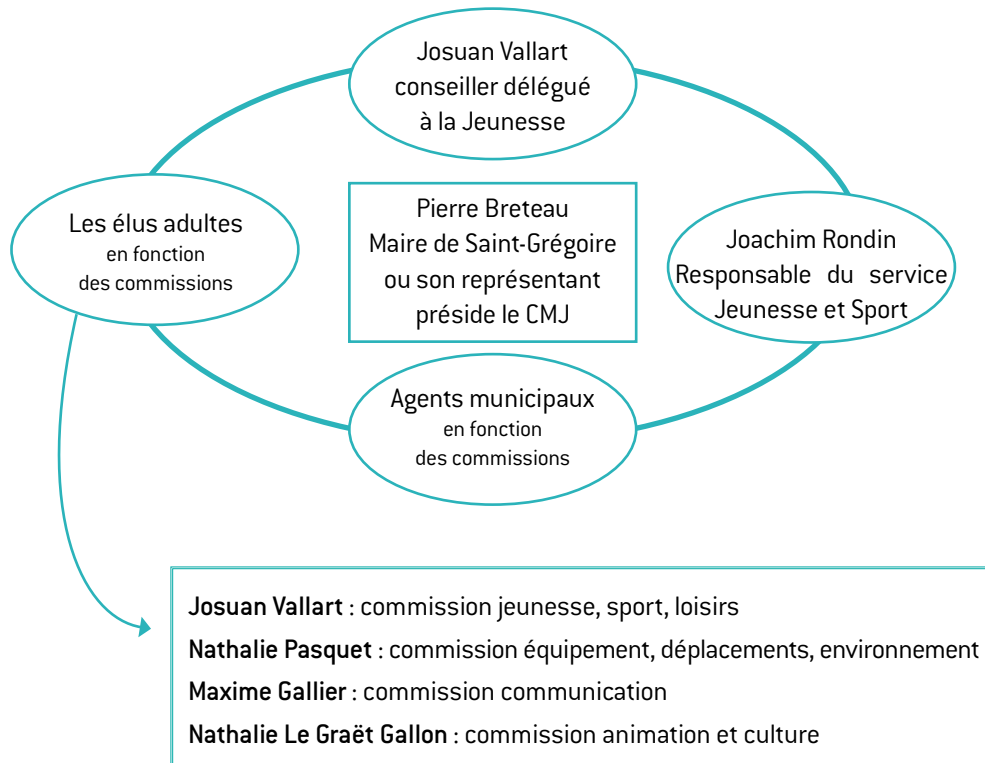 Josuan Vallart
conseiller délégué
à la Jeunesse
Les élus adultes
en fonction
des commissions
Pierre Breteau
Maire de Saint-Grégoire
ou son représentant
préside le CMJ
Joachim Rondin
Responsable du service
Jeunesse et Sport
Agents municipaux
en fonction
des commissions
Josuan Vallart : commission jeunesse, sport, loisirs
Nathalie Pasquet : commission équipement, déplacements, environnement
Maxime Gallier : commission communication
Nathalie Le Graët Gallon : commission animation et culture